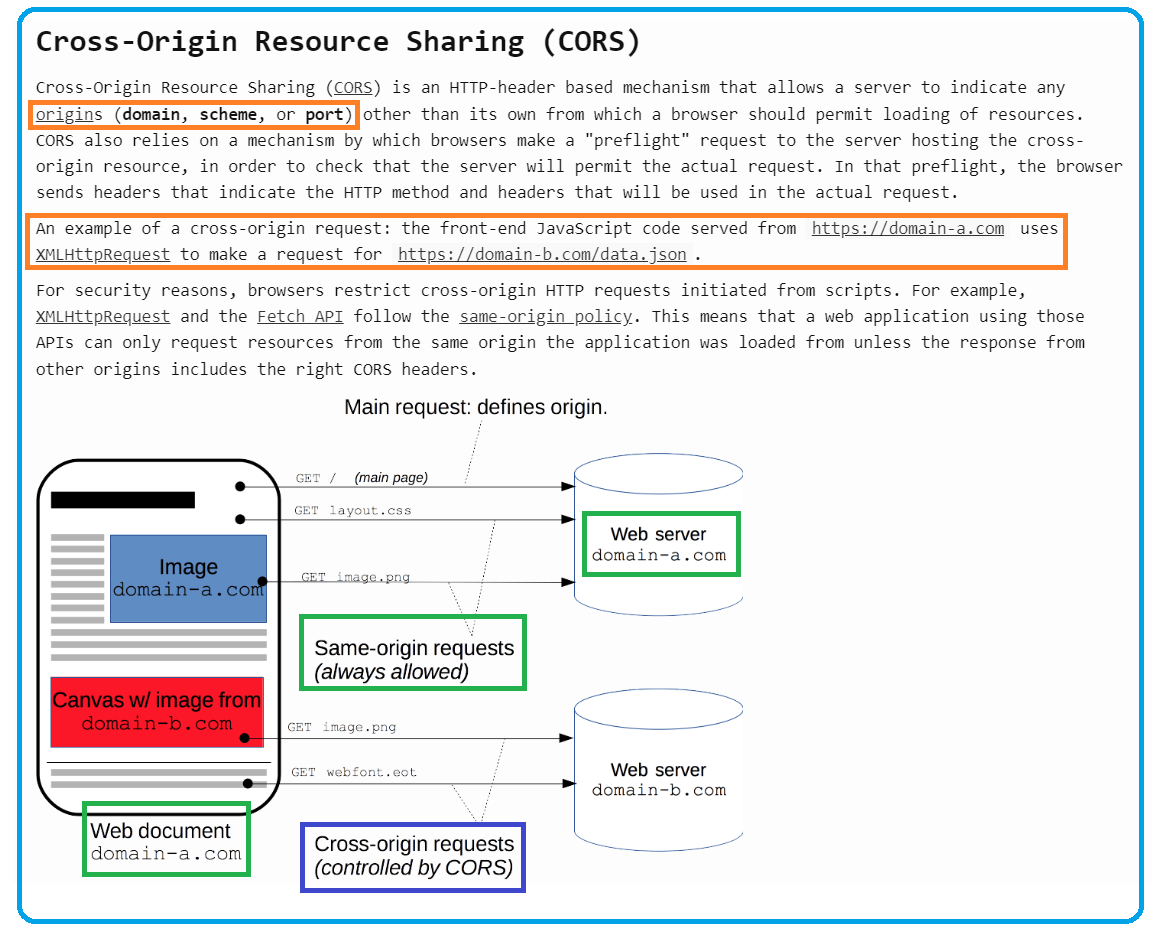 Cross-Origin Resource Sharing (CORS)
Cross-Origin Resource Sharing (CORS) is an HTTP-header based mechanism that allows a server to indicate any
origins (domain, scheme, or port) other than its own from which a browser should permit loading of resources.
CORS also relies on a mechanism by which browsers make a "preflight" request to the server hosting the cross-
origin resource, in order to check that the server will permit the actual request. In that preflight, the browser
sends headers that indicate the HTTP method and headers that will be used in the actual request.
An example of a cross-origin request: the front-end JavaScript code served from https://domain-a.com uses
XMLHttpRequest to make a request for https://domain-b.com/data.json .
For security reasons, browsers restrict cross-origin HTTP requests initiated from scripts. For example,
XMLHttpRequest and the Fetch API follow the same-origin policy. This means that a web application using those
APIs can only request resources from the same origin the application was loaded from unless the response from
other origins includes the right CORS headers.
Main request: defines origin.
GET / (main page)
GET layout.css
Web server
domain-a.com
Image
domain-a.com
GET image.png
Same-origin requests
(always allowed)
Canvas w/ image from
domain-b.com
GET image.png
GET webfont.eot
Web server
domain-b.com
Web document
domain-a.com
Cross-origin requests
(controlled by CORS)